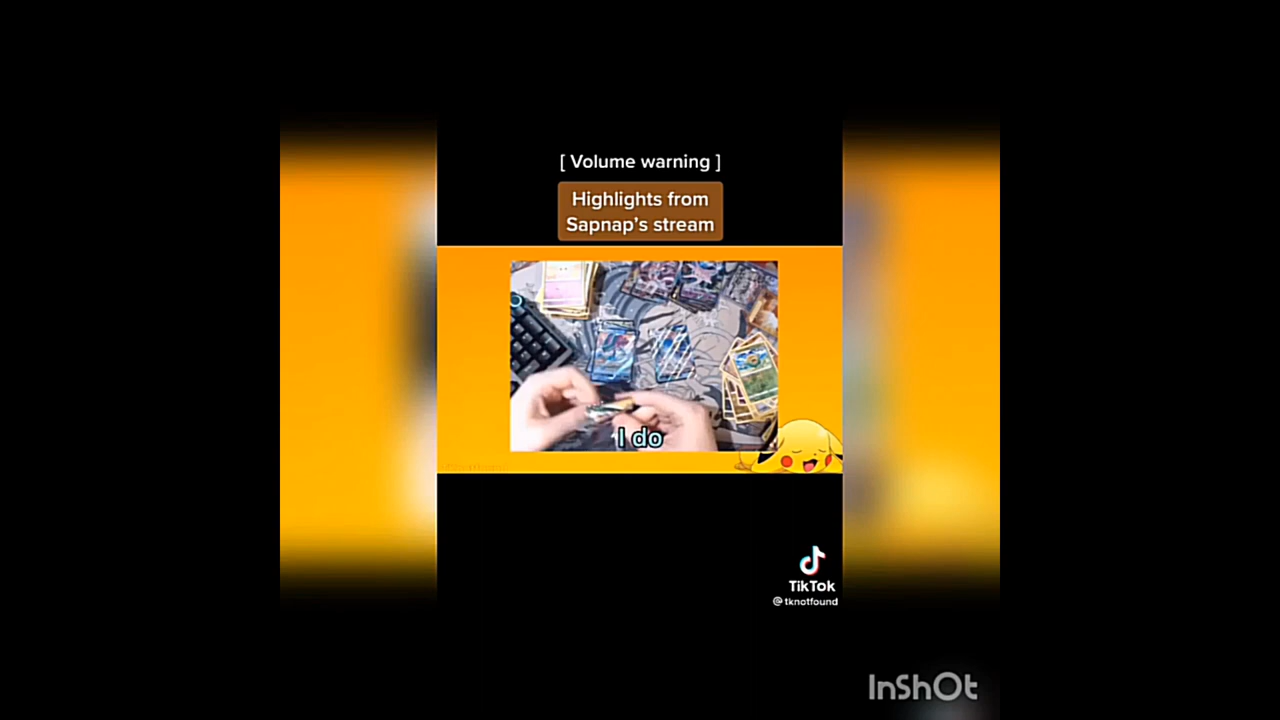 [ Volume warning ]
Highlights from
Sapnap's stream
I do
TikTok
@tknotfound
InShOt